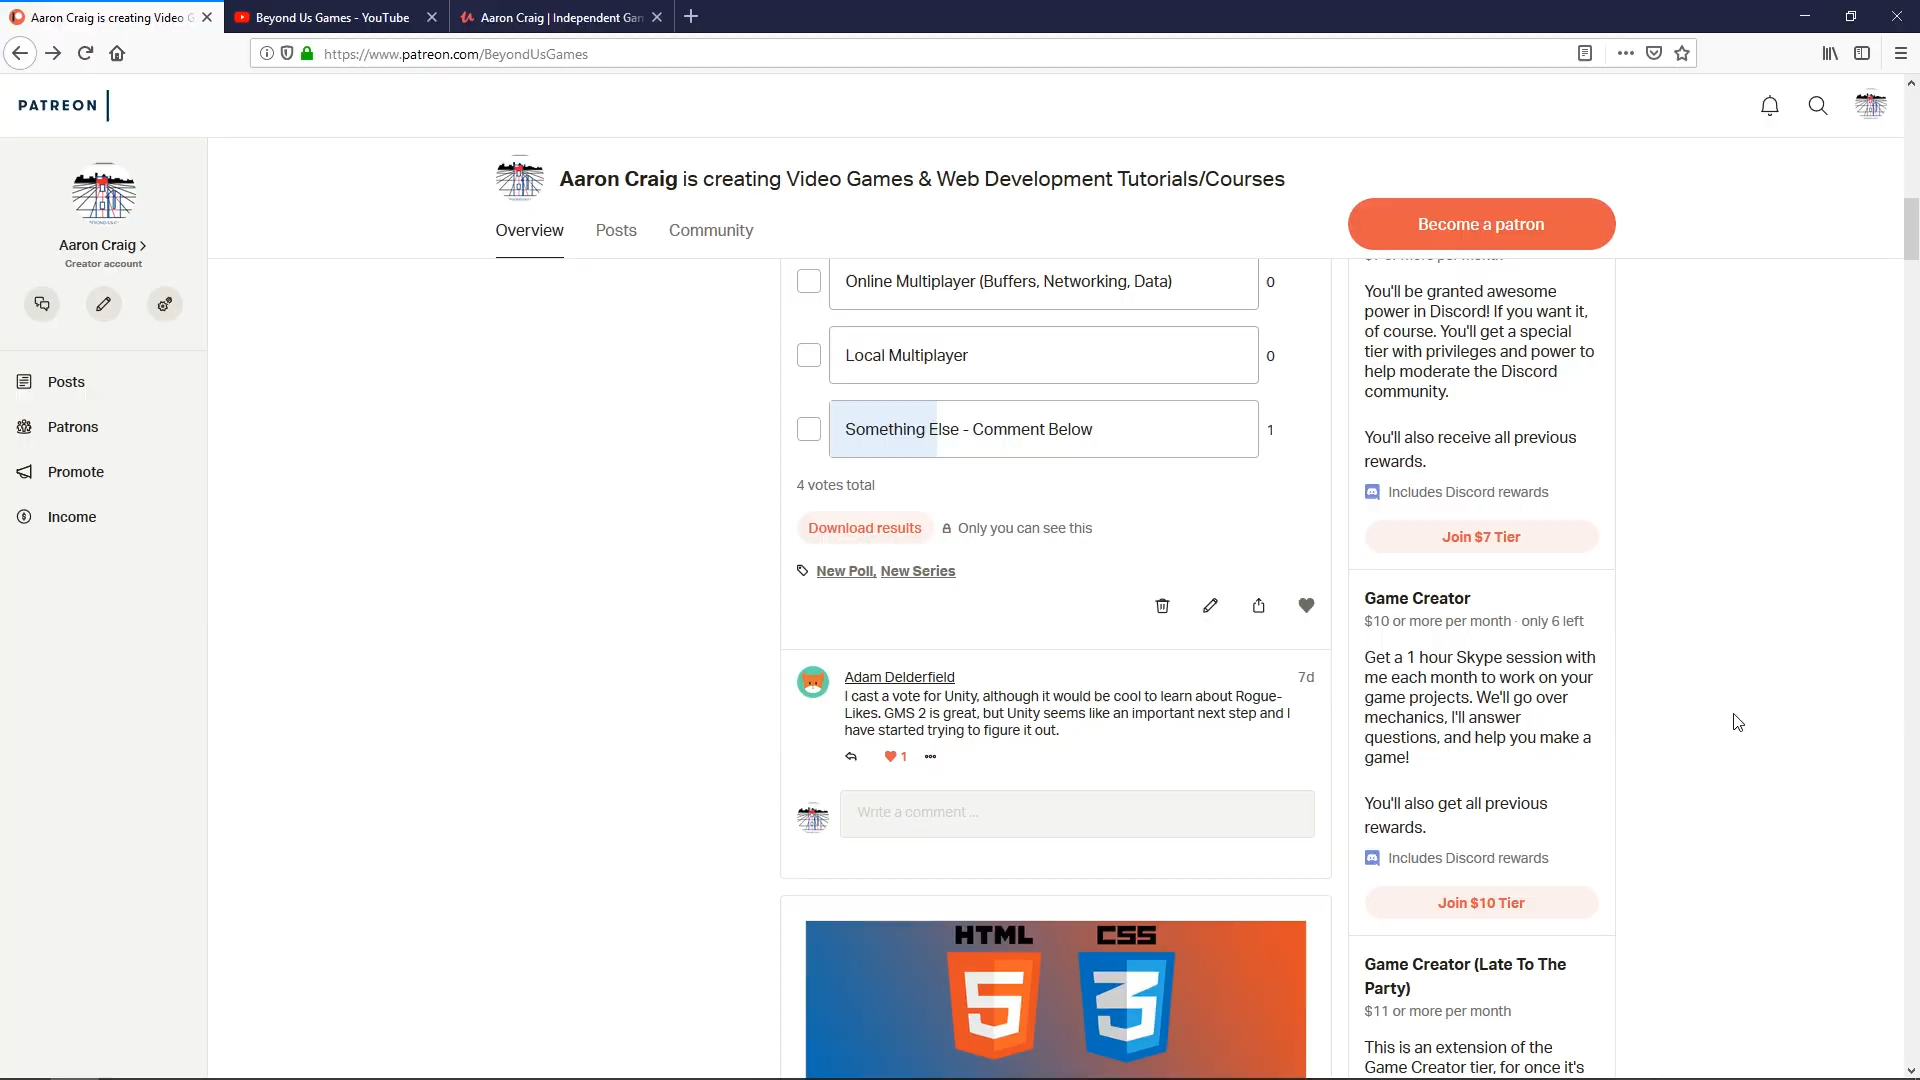 Aaron Craig is creating Video G
Beyond Us Games - YouTube
Aaron Craig | Independent Gam
https://www.patreon.com/BeyondUsGames
PATREON
Aaron Craig is creating Video Games & Web Development Tutorials/Courses
Overview
Posts
Community
Become a patron
Aaron Craig
Creator account
Posts
Patrons
Promote
Income
Online Multiplayer (Buffers, Networking, Data)
0
Local Multiplayer
0
Something Else - Comment Below
1
4 votes total
Download results
Only you can see this
New Poll, New Series
Adam Delderfield
7d
I cast a vote for Unity, although it would be cool to learn about Rogue-
Likes. GMS 2 is great, but Unity seems like an important next step and I
have started trying to figure it out.
1
Write a comment ...
HTML
CSS
5
3
You'll be granted awesome
power in Discord! If you want it,
of course. You'll get a special
tier with privileges and power to
help moderate the Discord
community.
You'll also receive all previous
rewards.
Includes Discord rewards
Join $7 Tier
Game Creator
$10 or more per month · only 6 left
Get a 1 hour Skype session with
me each month to work on your
game projects. We'll go over
mechanics, I'll answer
questions, and help you make a
game!
You'll also get all previous
rewards.
Includes Discord rewards
Join $10 Tier
Game Creator (Late To The
Party)
$11 or more per month
This is an extension of the
Game Creator tier, for once it's